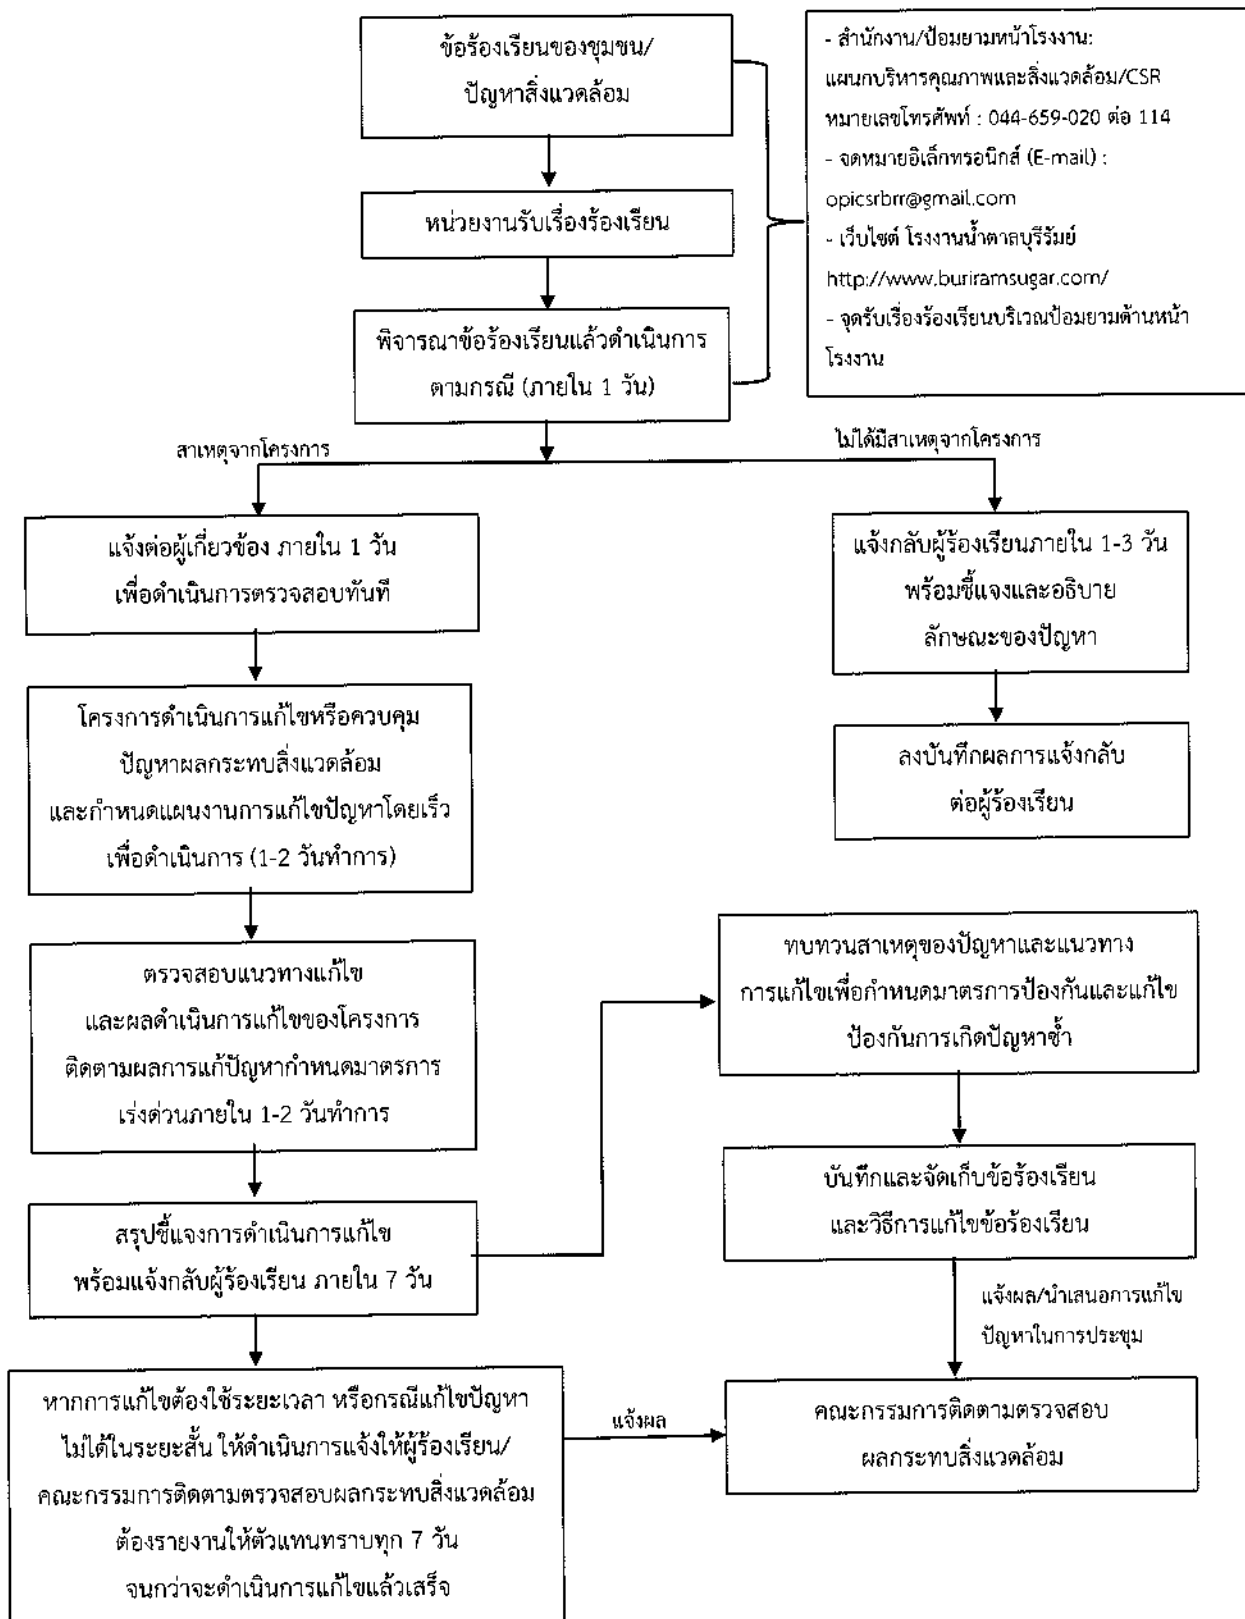 ข้อร้องเรียนของชุมชน/
ปัญหาสิ่งแวดล้อม
- สำนักงาน/ป้อมยามหน้าโรงงาน:
แผนกบริหารคุณภาพและสิ่งแวดล้อม/CSR
หมายเลขโทรศัพท์ : 044-659-020 ต่อ 114
- จดหมายอิเล็กทรอนิกส์ (E-mail) :
opicsrbrr@gmail.com
- เว็บไซต์ โรงงานน้ำตาลบุรีรัมย์
http://www.buriramsugar.com/
- จุดรับเรื่องร้องเรียนบริเวณป้อมยามด้านหน้า
โรงงาน
หน่วยงานรับเรื่องร้องเรียน
พิจารณาข้อร้องเรียนแล้วดำเนินการ
ตามกรณี (ภายใน 1 วัน)
สาเหตุจากโครงการ
ไม่ได้มีสาเหตุจากโครงการ
แจ้งต่อผู้เกี่ยวข้อง ภายใน 1 วัน
เพื่อดำเนินการตรวจสอบทันที
แจ้งกลับผู้ร้องเรียนภายใน 1-3 วัน
พร้อมชี้แจงและอธิบาย
ลักษณะของปัญหา
โครงการดำเนินการแก้ไขหรือควบคุม
ปัญหาผลกระทบสิ่งแวดล้อม
และกำหนดแผนงานการแก้ไขปัญหาโดยเร็ว
เพื่อดำเนินการ (1-2 วันทำการ)
ลงบันทึกผลการแจ้งกลับ
ต่อผู้ร้องเรียน
ตรวจสอบแนวทางแก้ไข
และผลดำเนินการแก้ไขของโครงการ
ติดตามผลการแก้ปัญหากำหนดมาตรการ
เร่งด่วนภายใน 1-2 วันทำการ
ทบทวนสาเหตุของปัญหาและแนวทาง
การแก้ไขเพื่อกำหนดมาตรการป้องกันและแก้ไข
ป้องกันการเกิดปัญหาซ้ำ
สรุปชี้แจงการดำเนินการแก้ไข
พร้อมแจ้งกลับผู้ร้องเรียน ภายใน 7 วัน
บันทึกและจัดเก็บข้อร้องเรียน
และวิธีการแก้ไขข้อร้องเรียน
แจ้งผล/นำเสนอการแก้ไข
ปัญหาในการประชุม
หากการแก้ไขต้องใช้ระยะเวลา หรือกรณีแก้ไขปัญหา
ไม่ได้ในระยะสั้น ให้ดำเนินการแจ้งให้ผู้ร้องเรียน/
คณะกรรมการติดตามตรวจสอบผลกระทบสิ่งแวดล้อม
ต้องรายงานให้ตัวแทนทราบทุก 7 วัน
จนกว่าจะดำเนินการแก้ไขแล้วเสร็จ
แจ้งผล
คณะกรรมการติดตามตรวจสอบ
ผลกระทบสิ่งแวดล้อม